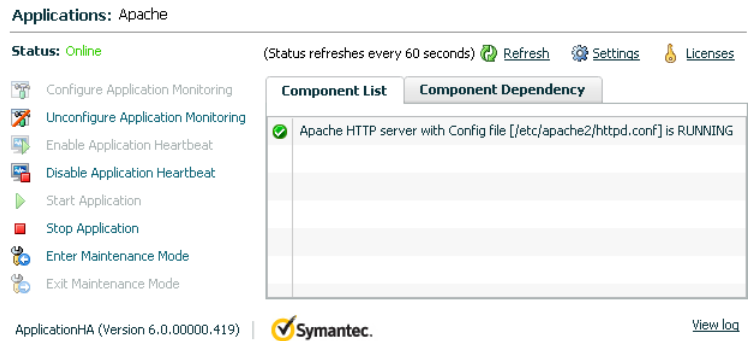 Applications: Apache
Status: Online
(Status refreshes every 60 seconds) Refresh Settings Licenses
Configure Application Monitoring
Unconfigure Application Monitoring
Enable Application Heartbeat
Disable Application Heartbeat
Start Application
Stop Application
Enter Maintenance Mode
Exit Maintenance Mode
Component List Component Dependency
Apache HTTP server with Config file [/etc/apache2/httpd.conf] is RUNNING
ApplicationHA (Version 6.0.00000.419) Symantec. View log